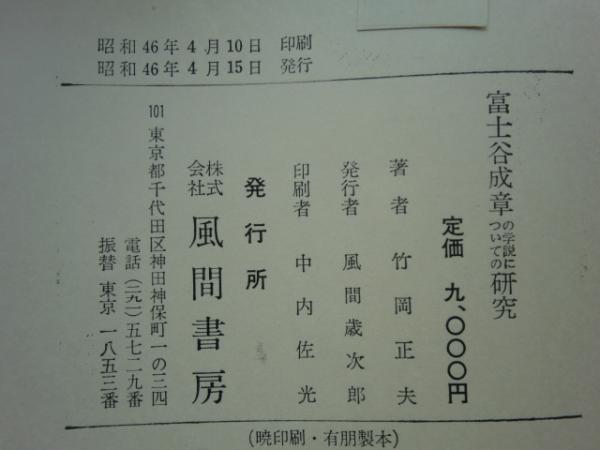 昭和46年4月10日 印刷
昭和46年4月15日 発行
富士谷成章の学説についての研究
定価 九、〇〇〇円
著者 竹岡正夫
発行者 風間歳次郎
印刷者 中内佐光
発行所
株式会社 風間書房
101 東京都千代田区神田神保町一の三四
電話(二九一)五七二九番
振替 東京 一八五三番
(暁印刷・有朋製本)